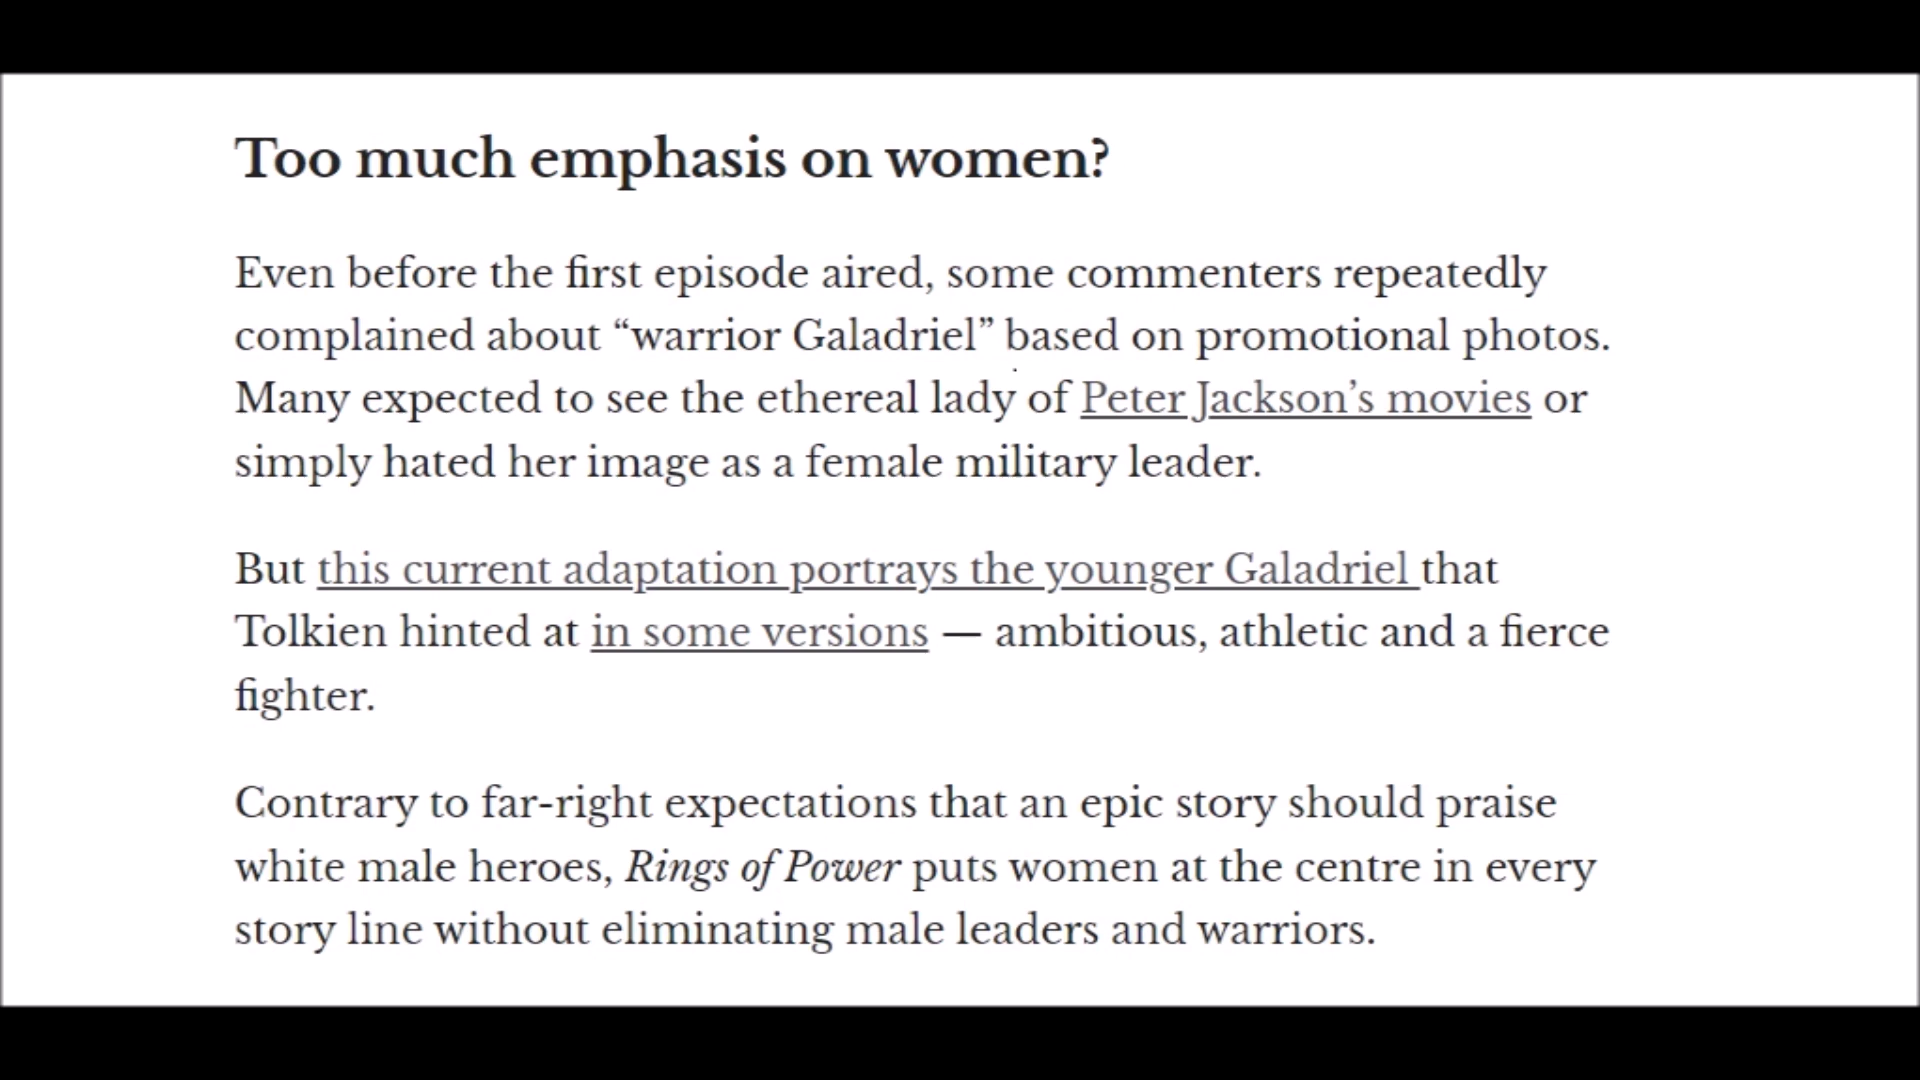 Too much emphasis on women?
Even before the first episode aired, some commenters repeatedly
complained about “warrior Galadriel” based on promotional photos.
Many expected to see the ethereal lady of Peter Jackson’s movies or
simply hated her image as a female military leader.
But this current adaptation portrays the younger Galadriel that
Tolkien hinted at in some versions — ambitious, athletic and a fierce
fighter.
Contrary to far-right expectations that an epic story should praise
white male heroes, Rings of Power puts women at the centre in every
story line without eliminating male leaders and warriors.